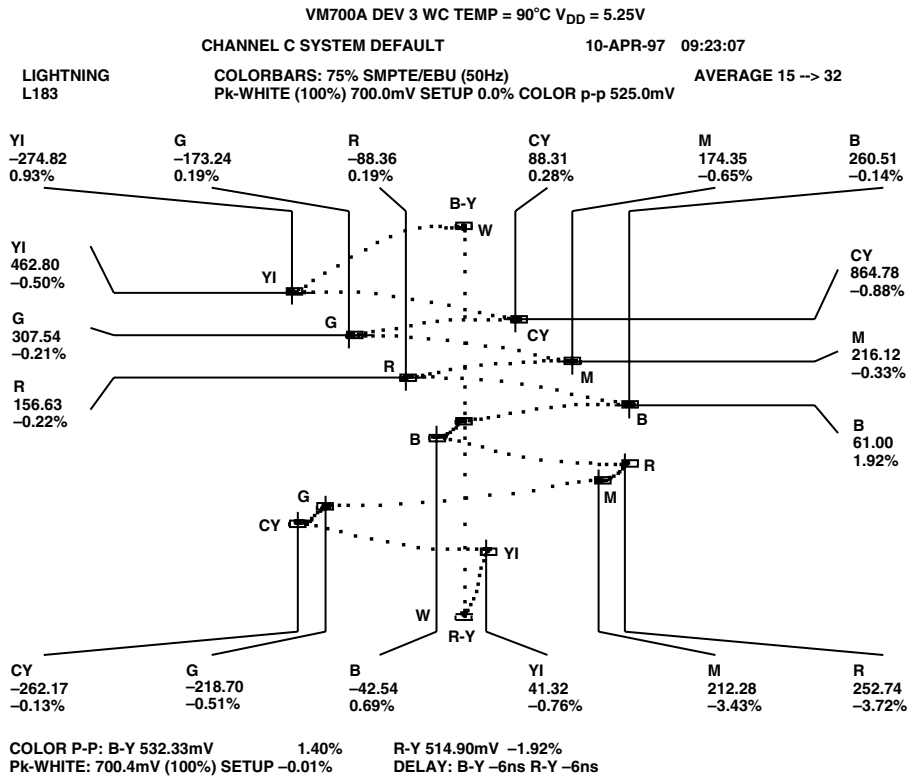 VM700A DEV 3 WC TEMP = 90°C VDD = 5.25V
CHANNEL C SYSTEM DEFAULT 10-APR-97 09:23:07
LIGHTNING COLORBARS: 75% SMPTE/EBU (50Hz) AVERAGE 15 --> 32
L183 Pk-WHITE (100%) 700.0mV SETUP 0.0% COLOR p-p 525.0mV
YI G R CY M B
–274.82 –173.24 –88.36 88.31 174.35 260.51
0.93% 0.19% 0.19% 0.28% –0.65% –0.14%
B-Y
W
YI
462.80
–0.50%
YI
CY
864.78
–0.88%
G
307.54
–0.21%
G
CY
M
216.12
–0.33%
R
M
R
156.63
–0.22%
B
B
B
61.00
1.92%
R
G
M
CY
YI
W
R-Y
CY G B YI M R
–262.17 –218.70 –42.54 41.32 212.28 252.74
–0.13% –0.51% 0.69% –0.76% –3.43% –3.72%
COLOR P-P: B-Y 532.33mV 1.40% R-Y 514.90mV –1.92%
Pk-WHITE: 700.4mV (100%) SETUP –0.01% DELAY: B-Y –6ns R-Y –6ns